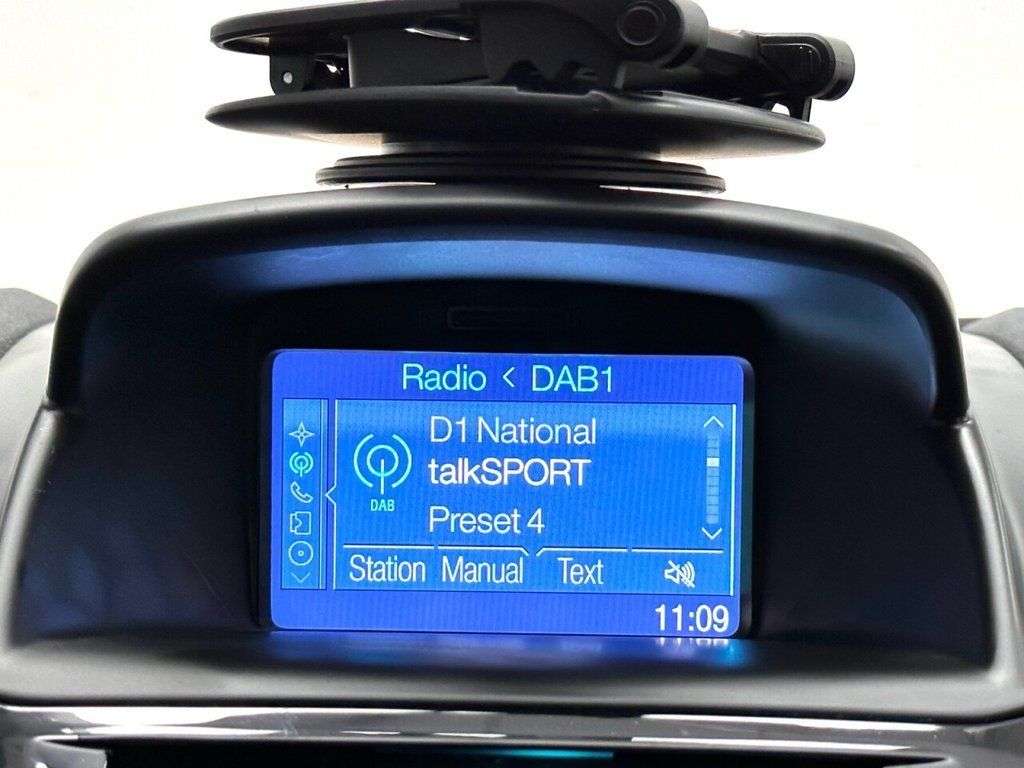 Radio < DAB1
D1 National
talkSPORT
DAB
Preset 4
Station Manual Text
11:09